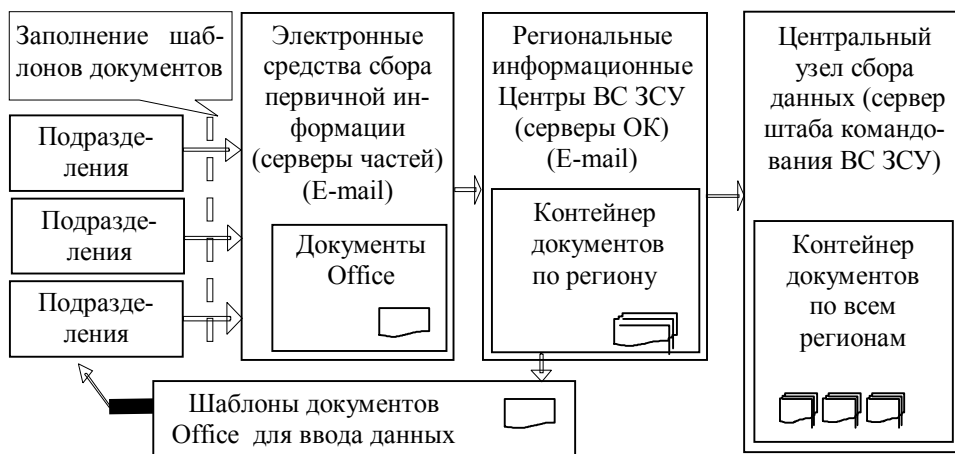 Заполнение шаб-
лонов документов
Подразде-
ления
Подразде-
ления
Подразде-
ления
Электронные
средства сбора
первичной ин-
формации
(серверы частей)
(E-mail)
Документы
Office
Региональные
информационные
Центры ВС ЗСУ
(серверы ОК)
(E-mail)
Контейнер
документов
по региону
Центральный
узел сбора
данных (сервер
штаба командо-
вания ВС ЗСУ)
Контейнер
документов
по всем
регионам
Шаблоны документов
Office для ввода данных